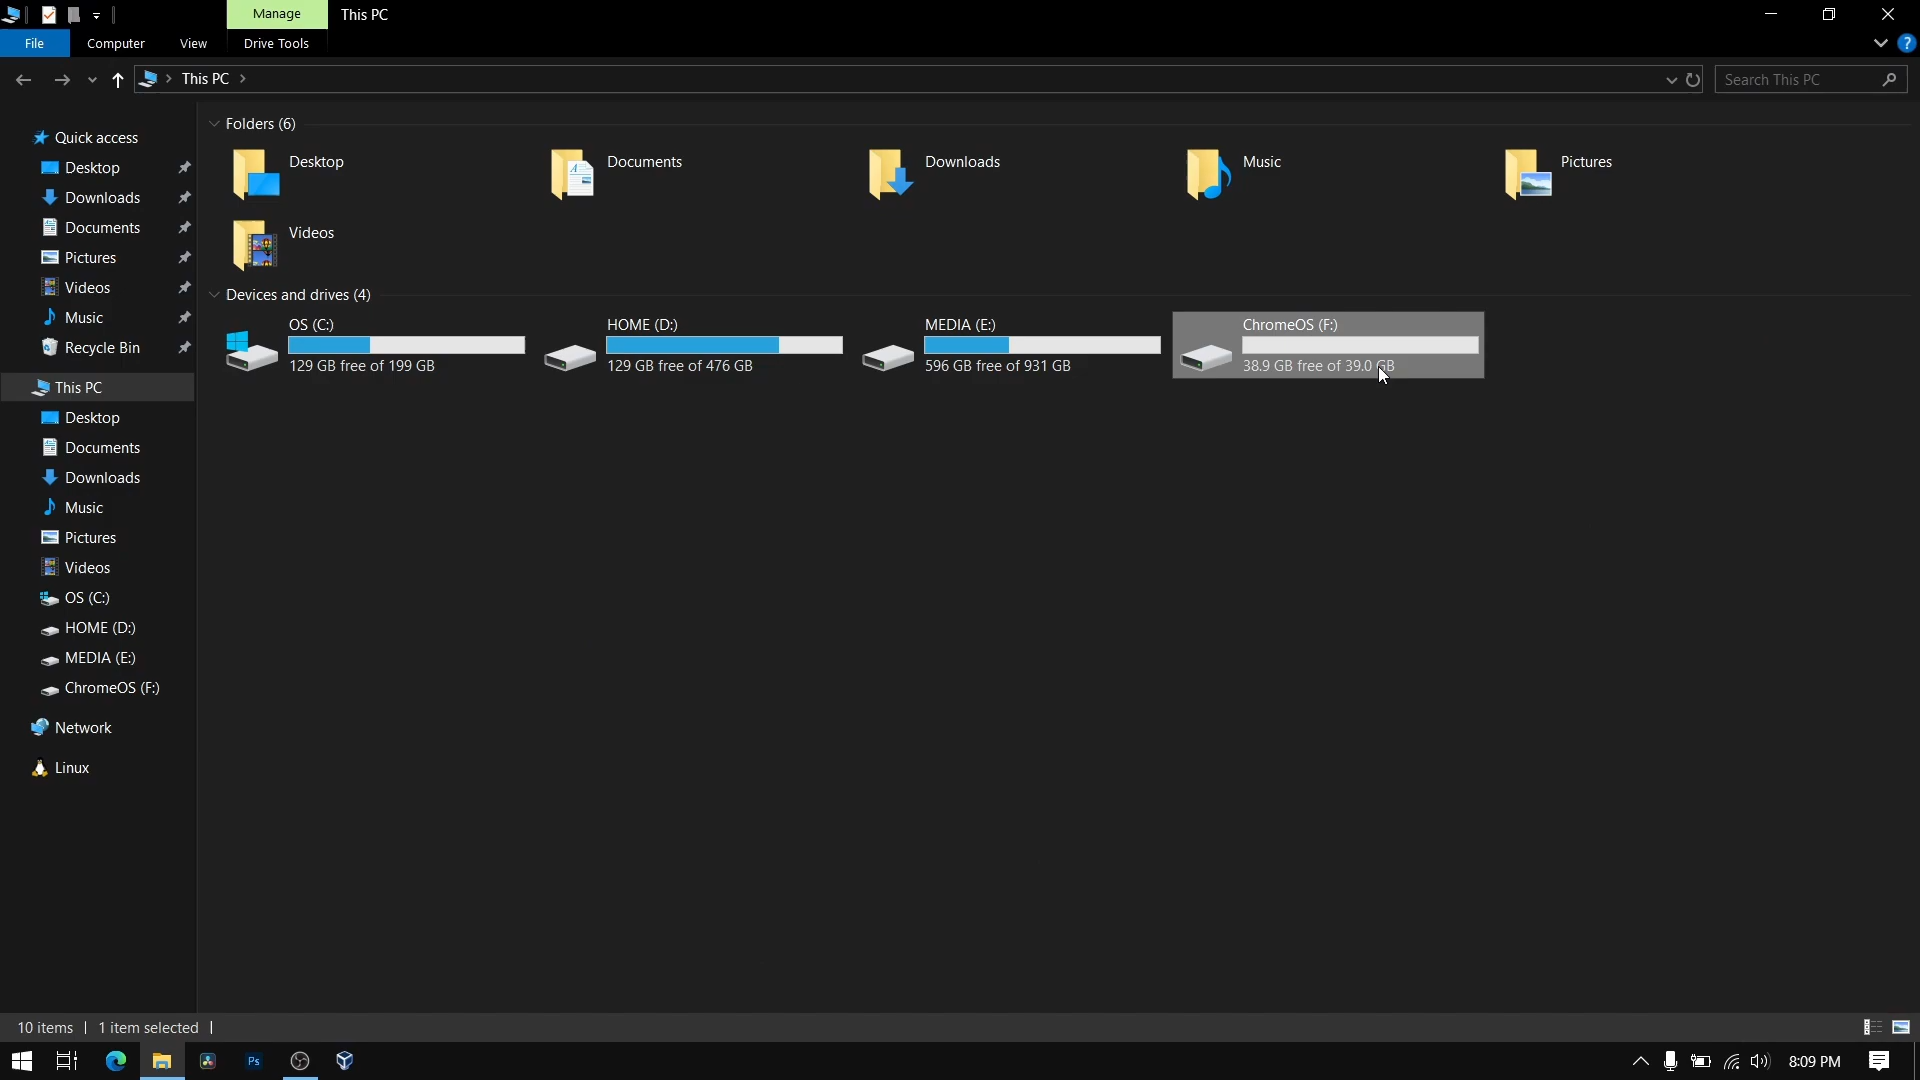 Manage
This PC
File
Computer
View
Drive Tools
?
This PC
Search This PC
Quick access
Desktop
Downloads
Documents
Pictures
Videos
Music
Recycle Bin
This PC
Desktop
Documents
Downloads
Music
Pictures
Videos
OS (C:)
HOME (D:)
MEDIA (E:)
ChromeOS (F:)
Network
Linux
Folders (6)
Desktop
Documents
Downloads
Music
Pictures
Videos
Devices and drives (4)
OS (C:)
129 GB free of 199 GB
HOME (D:)
129 GB free of 476 GB
MEDIA (E:)
596 GB free of 931 GB
ChromeOS (F:)
38.9 GB free of 39.0 GB
10 items
1 item selected
Ps
8:09 PM